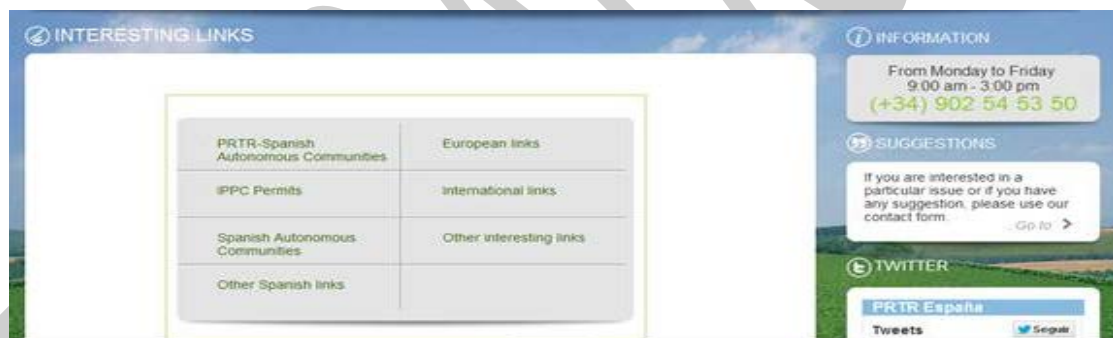 INTERESTING LINKS
PRTR-Spanish
Autonomous Communities
European links
IPPC Permits
International links
Spanish Autonomous
Communities
Other interesting links
Other Spanish links
INFORMATION
From Monday to Friday
9:00 am - 3:00 pm
(+34) 902 54 53 50
SUGGESTIONS
If you are interested in a
particular issue or if you have
any suggestion, please use our
contact form.
Go to >
TWITTER
PRTR España
Tweets
Seguir